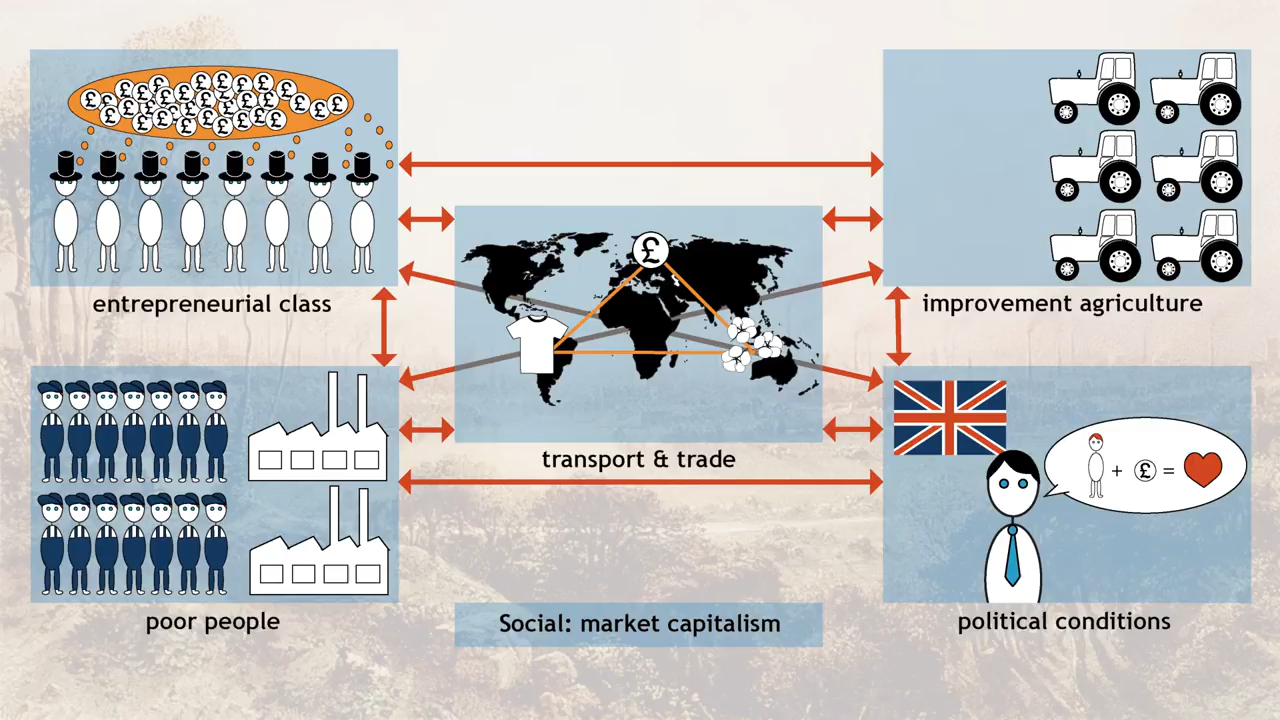 entrepreneurial class
improvement agriculture
£
transport & trade
+ £ =
poor people
Social: market capitalism
political conditions